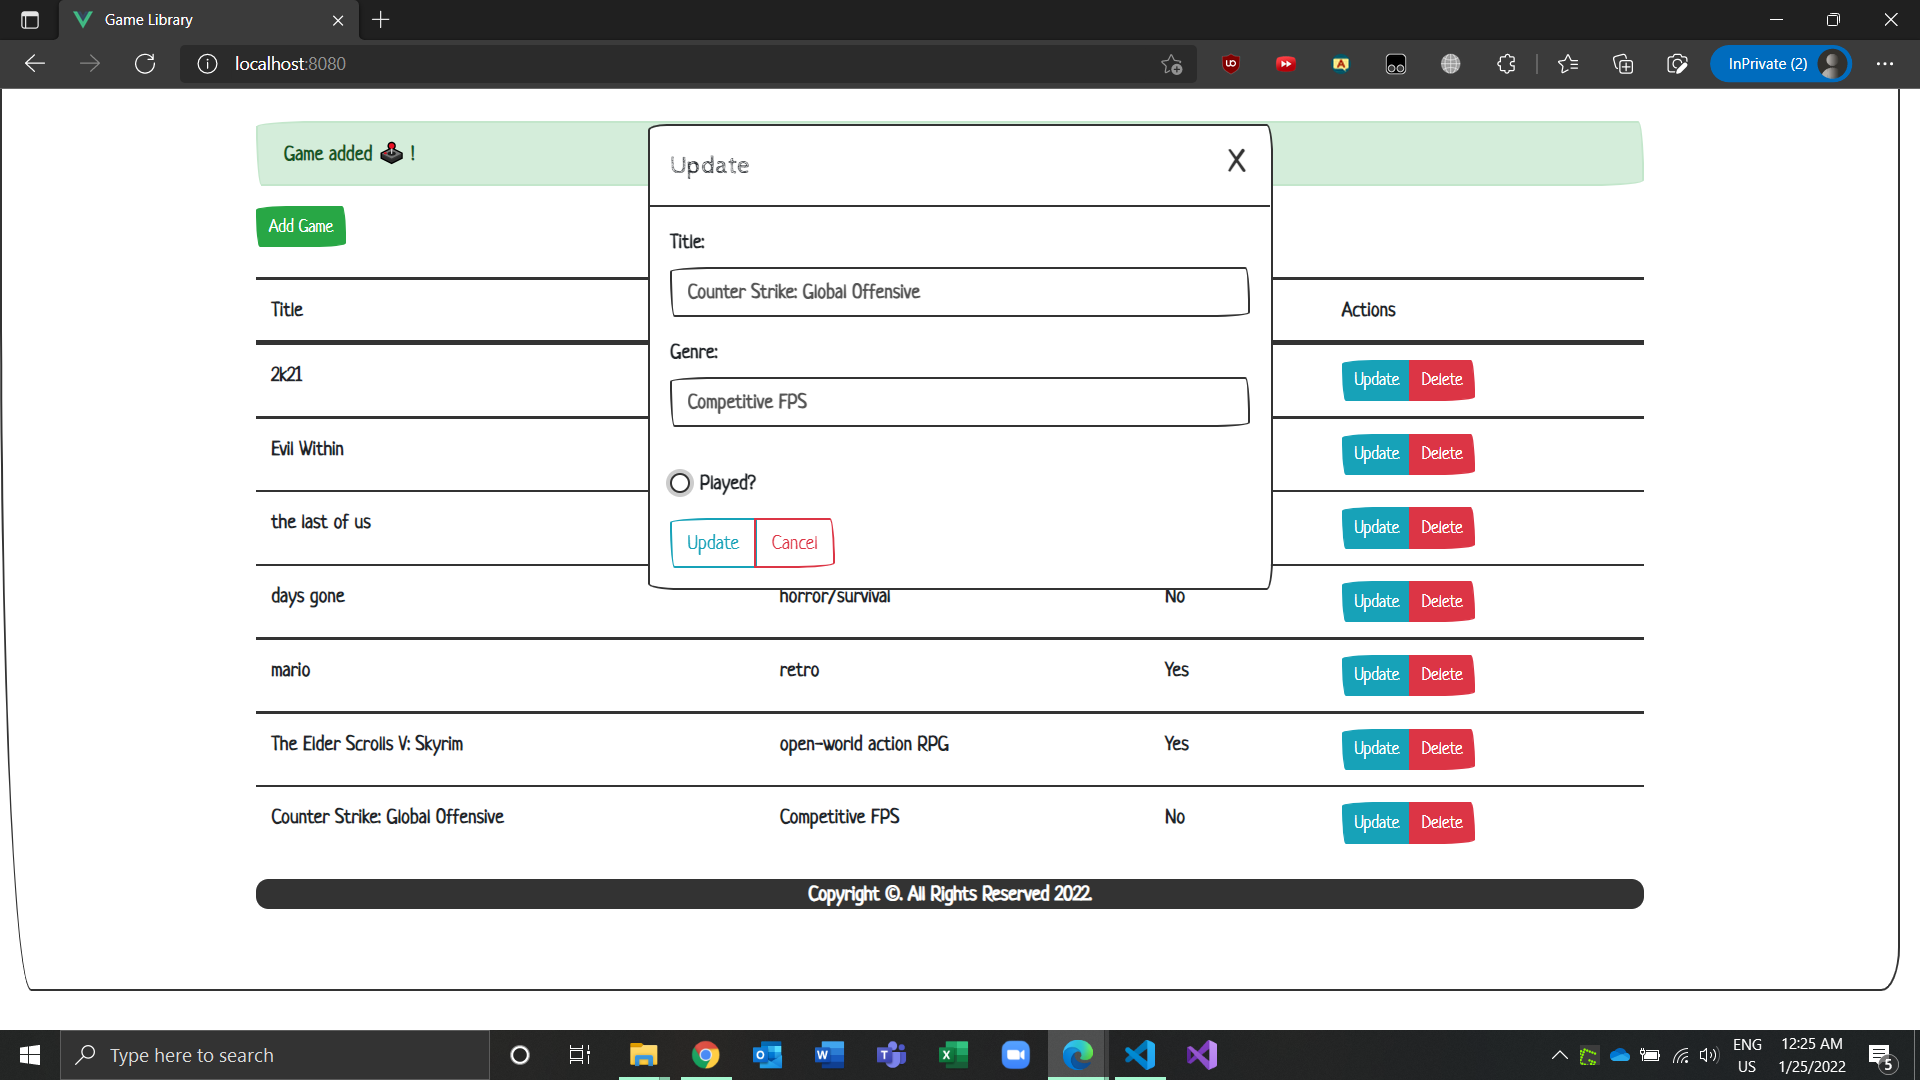 Game Library
localhost:8080
InPrivate (2)
Game added 🕹️ !
Add Game
Update
X
Title:
Counter Strike: Global Offensive
Genre:
Competitive FPS
Played?
Update Cancel
Title Actions
2k21 Update Delete
Evil Within Update Delete
the last of us Update Delete
days gone horror/survival No Update Delete
mario retro Yes Update Delete
The Elder Scrolls V: Skyrim open-world action RPG Yes Update Delete
Counter Strike: Global Offensive Competitive FPS No Update Delete
Copyright ©. All Rights Reserved 2022.
Type here to search
ENG
US
12:25 AM
1/25/2022
5